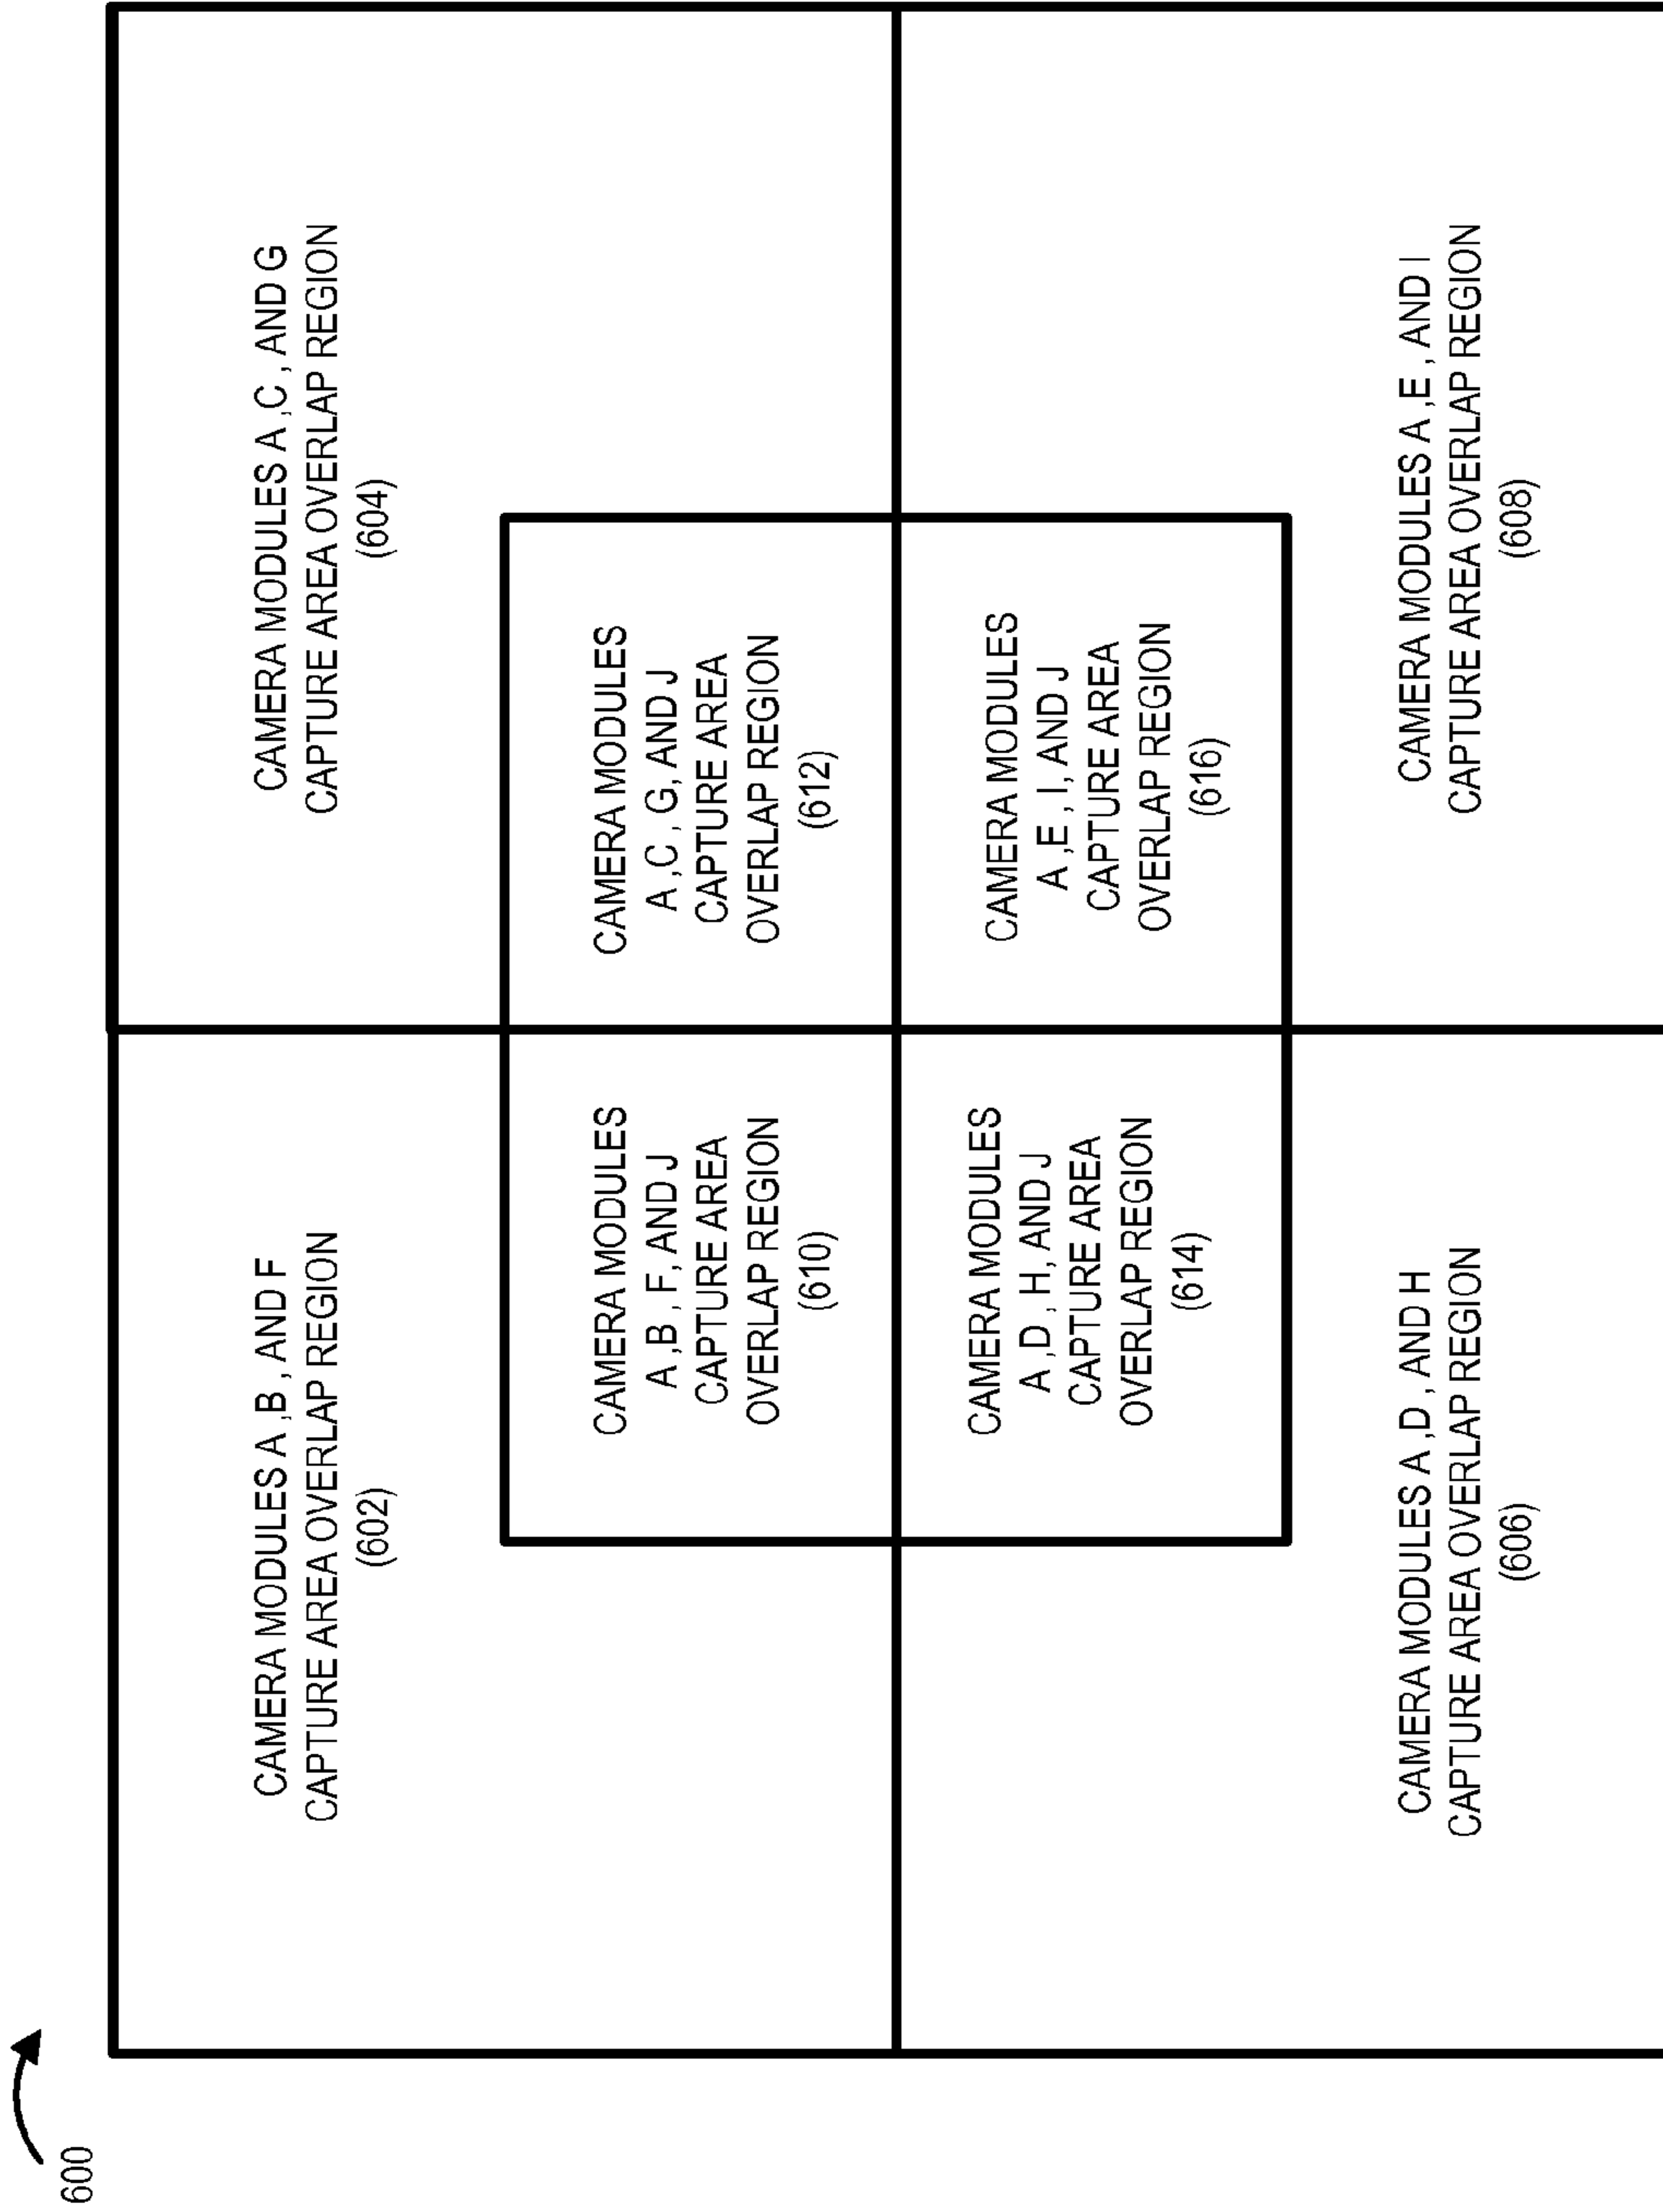 600
CAMERA MODULES A ,B , AND F
CAPTURE AREA OVERLAP REGION
(602)
CAMERA MODULES A ,C , AND G
CAPTURE AREA OVERLAP REGION
(604)
CAMERA MODULES
A ,B , F, AND J
CAPTURE AREA
OVERLAP REGION
(610)
CAMERA MODULES
A ,C , G, AND J
CAPTURE AREA
OVERLAP REGION
(612)
CAMERA MODULES
A ,D , H, AND J
CAPTURE AREA
OVERLAP REGION
(614)
CAMERA MODULES
A ,E , I, AND J
CAPTURE AREA
OVERLAP REGION
(616)
CAMERA MODULES A ,D , AND H
CAPTURE AREA OVERLAP REGION
(606)
CAMERA MODULES A ,E , AND I
CAPTURE AREA OVERLAP REGION
(608)